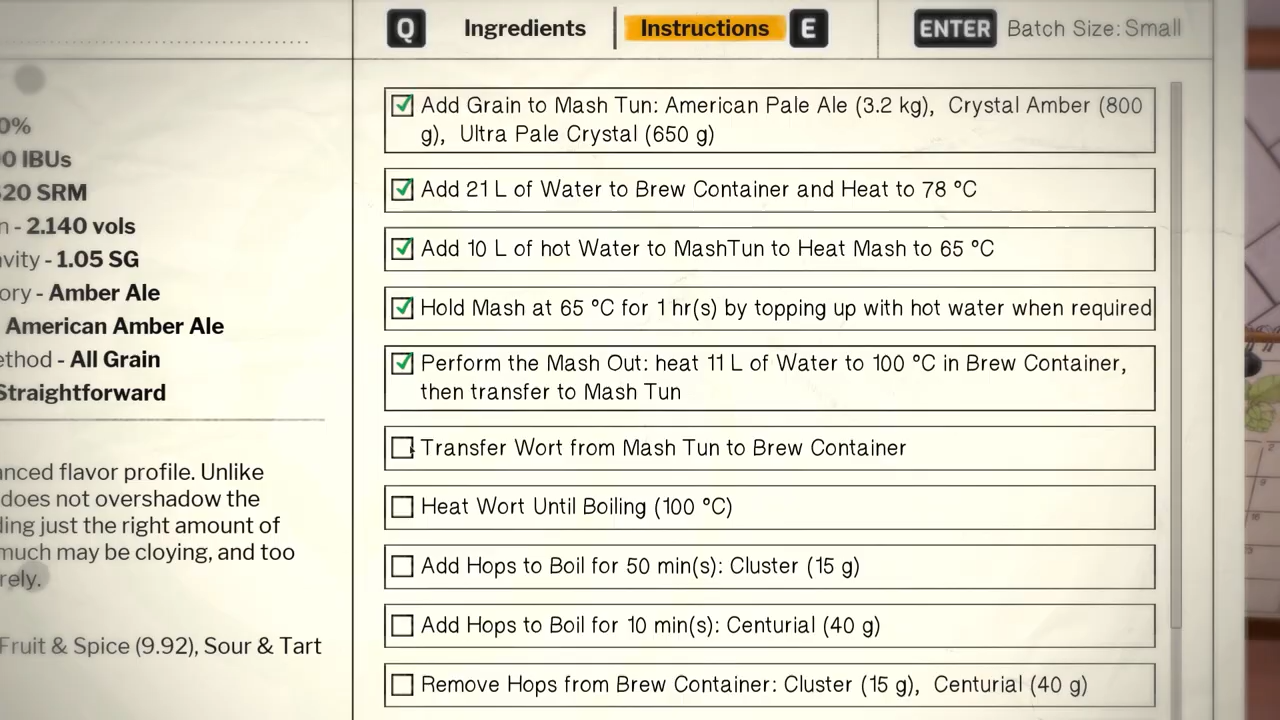 Q Ingredients Instructions E ENTER Batch Size: Small
0%
0 IBUs
20 SRM
n - 2.140 vols
vity - 1.05 SG
ory - Amber Ale
American Amber Ale
ethod - All Grain
Straightforward
nced flavor profile. Unlike
does not overshadow the
ding just the right amount of
much may be cloying, and too
rely.
Fruit & Spice (9.92), Sour & Tart
Add Grain to Mash Tun: American Pale Ale (3.2 kg), Crystal Amber (800
g), Ultra Pale Crystal (650 g)
Add 21 L of Water to Brew Container and Heat to 78 °C
Add 10 L of hot Water to MashTun to Heat Mash to 65 °C
Hold Mash at 65 °C for 1 hr(s) by topping up with hot water when required
Perform the Mash Out: heat 11 L of Water to 100 °C in Brew Container,
then transfer to Mash Tun
Transfer Wort from Mash Tun to Brew Container
Heat Wort Until Boiling (100 °C)
Add Hops to Boil for 50 min(s): Cluster (15 g)
Add Hops to Boil for 10 min(s): Centurial (40 g)
Remove Hops from Brew Container: Cluster (15 g), Centurial (40 g)